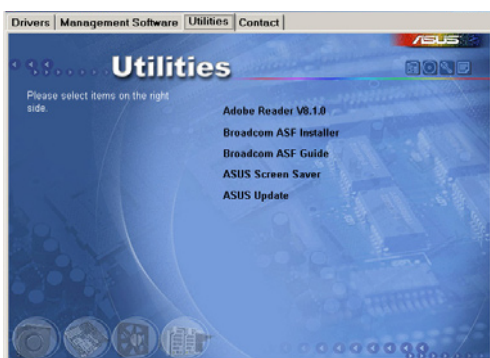 Drivers Management Software Utilities Contact
ASUS
Utilities
Please select items on the right
side.
Adobe Reader V8.1.0
Broadcom ASF Installer
Broadcom ASF Guide
ASUS Screen Saver
ASUS Update